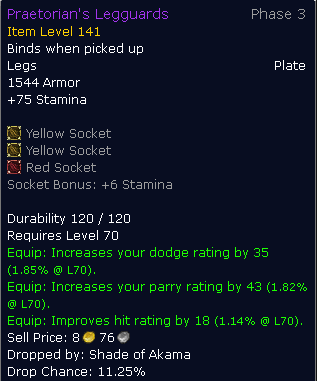 Praetorian's Legguards Phase 3
Item Level 141
Binds when picked up
Legs Plate
1544 Armor
+75 Stamina
Yellow Socket
Yellow Socket
Red Socket
Socket Bonus: +6 Stamina
Durability 120 / 120
Requires Level 70
Equip: Increases your dodge rating by 35
(1.85% @ L70).
Equip: Increases your parry rating by 43 (1.82%
@ L70).
Equip: Improves hit rating by 18 (1.14% @ L70).
Sell Price: 8 76
Dropped by: Shade of Akama
Drop Chance: 11.25%